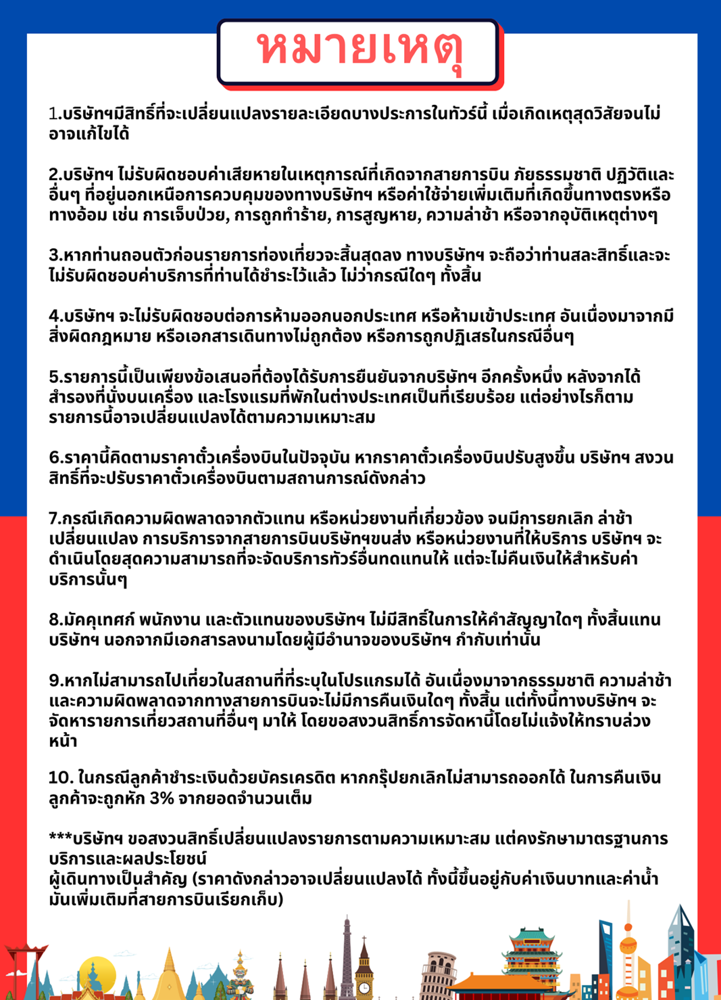 หมายเหตุ
1.บริษัทฯมีสิทธิ์ที่จะเปลี่ยนแปลงรายละเอียดบางประการในทัวร์นี้ เมื่อเกิดเหตุสุดวิสัยจนไม่
อาจแก้ไขได้
2.บริษัทฯ ไม่รับผิดชอบค่าเสียหายในเหตุการณ์ที่เกิดจากสายการบิน ภัยธรรมชาติ ปฏิวัติและ
อื่นๆ ที่อยู่นอกเหนือการควบคุมของทางบริษัทฯ หรือค่าใช้จ่ายเพิ่มเติมที่เกิดขึ้นทางตรงหรือ
ทางอ้อม เช่น การเจ็บป่วย, การถูกทำร้าย, การสูญหาย, ความล่าช้า หรือจากอุบัติเหตุต่างๆ
3.หากท่านถอนตัวก่อนรายการท่องเที่ยวจะสิ้นสุดลง ทางบริษัทฯ จะถือว่าท่านสละสิทธิ์และจะ
ไม่รับผิดชอบค่าบริการที่ท่านได้ชำระไว้แล้ว ไม่ว่ากรณีใดๆ ทั้งสิ้น
4.บริษัทฯ จะไม่รับผิดชอบต่อการห้ามออกนอกประเทศ หรือห้ามเข้าประเทศ อันเนื่องมาจากมี
สิ่งผิดกฎหมาย หรือเอกสารเดินทางไม่ถูกต้อง หรือการถูกปฏิเสธในกรณีอื่นๆ
5.รายการนี้เป็นเพียงข้อเสนอที่ต้องได้รับการยืนยันจากบริษัทฯ อีกครั้งหนึ่ง หลังจากได้
สำรองที่นั่งบนเครื่อง และโรงแรมที่พักในต่างประเทศเป็นที่เรียบร้อย แต่อย่างไรก็ตาม
รายการนี้อาจเปลี่ยนแปลงได้ตามความเหมาะสม
6.ราคานี้คิดตามราคาตั๋วเครื่องบินในปัจจุบัน หากราคาตั๋วเครื่องบินปรับสูงขึ้น บริษัทฯ สงวน
สิทธิ์ที่จะปรับราคาตั๋วเครื่องบินตามสถานการณ์ดังกล่าว
7.กรณีเกิดความผิดพลาดจากตัวแทน หรือหน่วยงานที่เกี่ยวข้อง จนมีการยกเลิก ล่าช้า
เปลี่ยนแปลง การบริการจากสายการบินบริษัทฯขนส่ง หรือหน่วยงานที่ให้บริการ บริษัทฯ จะ
ดำเนินโดยสุดความสามารถที่จะจัดบริการทัวร์อื่นทดแทนให้ แต่จะไม่คืนเงินให้สำหรับค่า
บริการนั้นๆ
8.มัคคุเทศก์ พนักงาน และตัวแทนของบริษัทฯ ไม่มีสิทธิ์ในการให้คำสัญญาใดๆ ทั้งสิ้นแทน
บริษัทฯ นอกจากมีเอกสารลงนามโดยผู้มีอำนาจของบริษัทฯ กำกับเท่านั้น
9.หากไม่สามารถไปเที่ยวในสถานที่ที่ระบุในโปรแกรมได้ อันเนื่องมาจากธรรมชาติ ความล่าช้า
และความผิดพลาดจากทางสายการบินจะไม่มีการคืนเงินใดๆ ทั้งสิ้น แต่ทั้งนี้ทางบริษัทฯ จะ
จัดหารายการเที่ยวสถานที่อื่นๆ มาให้ โดยขอสงวนสิทธิ์การจัดหานี้โดยไม่แจ้งให้ทราบล่วง
หน้า
10. ในกรณีลูกค้าชำระเงินด้วยบัตรเครดิต หากกรุ๊ปยกเลิกไม่สามารถออกได้ ในการคืนเงิน
ลูกค้าจะถูกหัก 3% จากยอดจำนวนเต็ม
***บริษัทฯ ขอสงวนสิทธิ์เปลี่ยนแปลงรายการตามความเหมาะสม แต่คงรักษามาตรฐานการ
บริการและผลประโยชน์
ผู้เดินทางเป็นสำคัญ (ราคาดังกล่าวอาจเปลี่ยนแปลงได้ ทั้งนี้ขึ้นอยู่กับค่าเงินบาทและค่าน้ำ
มันเพิ่มเติมที่สายการบินเรียกเก็บ)